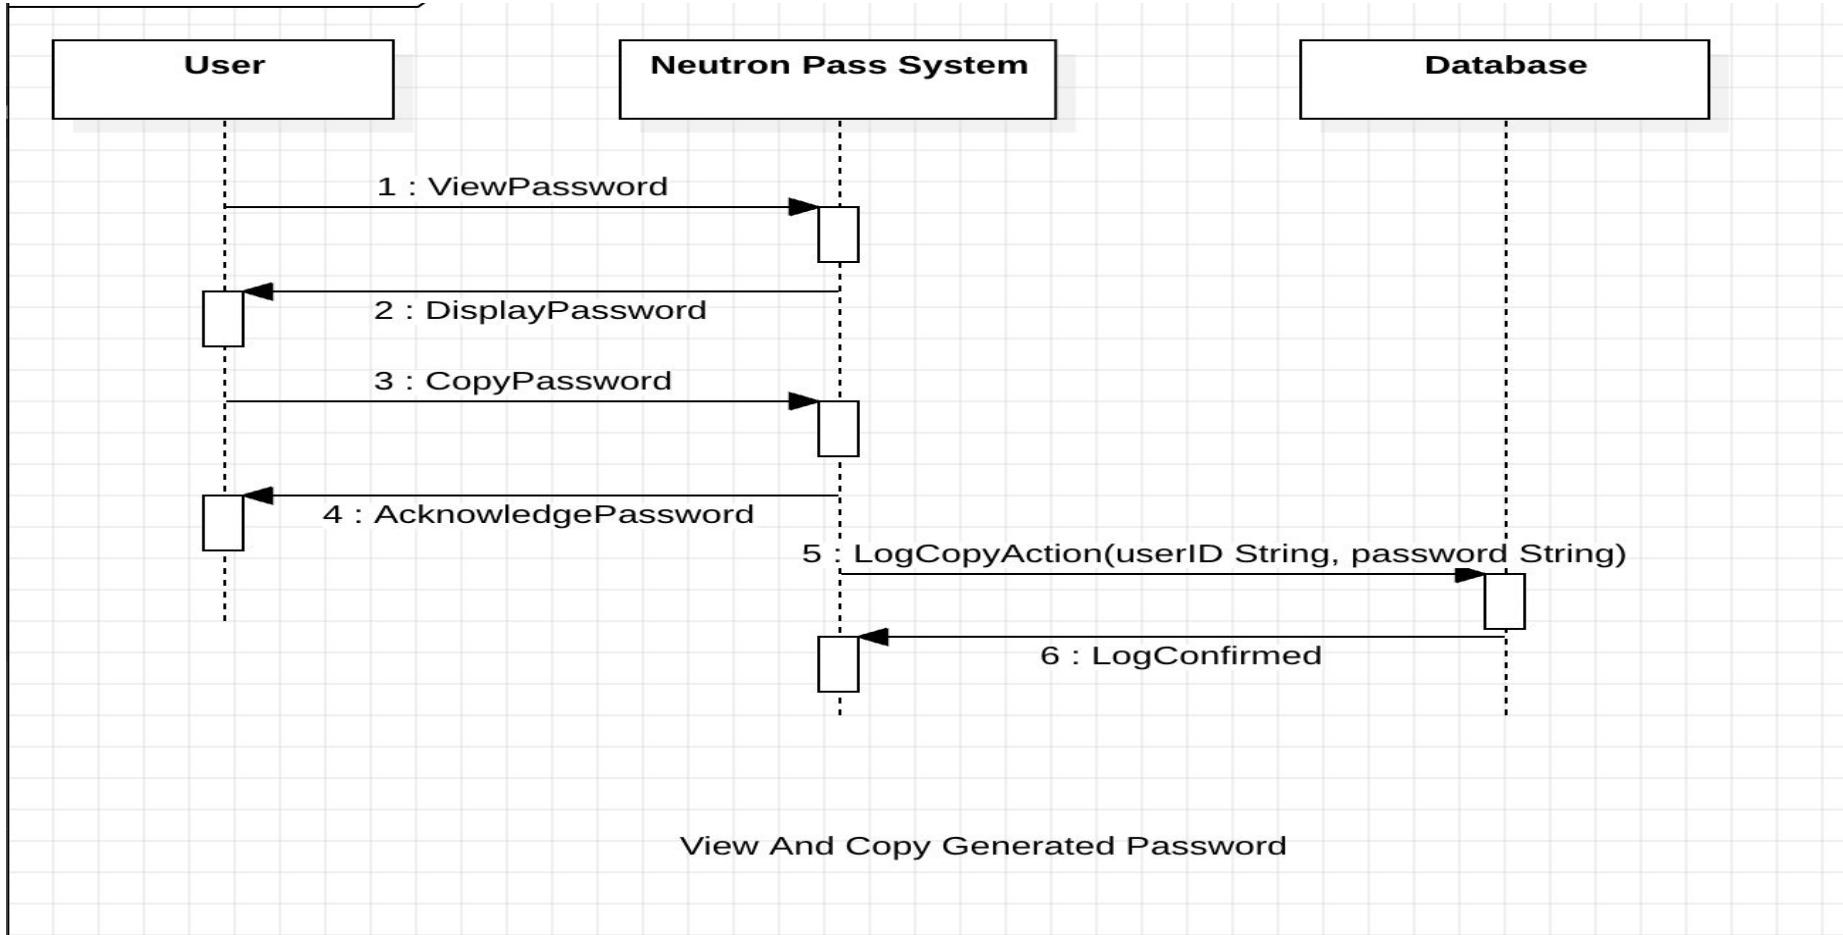 User
Neutron Pass System
Database
1 : ViewPassword
2 : DisplayPassword
3 : CopyPassword
4 : AcknowledgePassword
5 : LogCopyAction(userID String, password String)
6 : LogConfirmed
View And Copy Generated Password